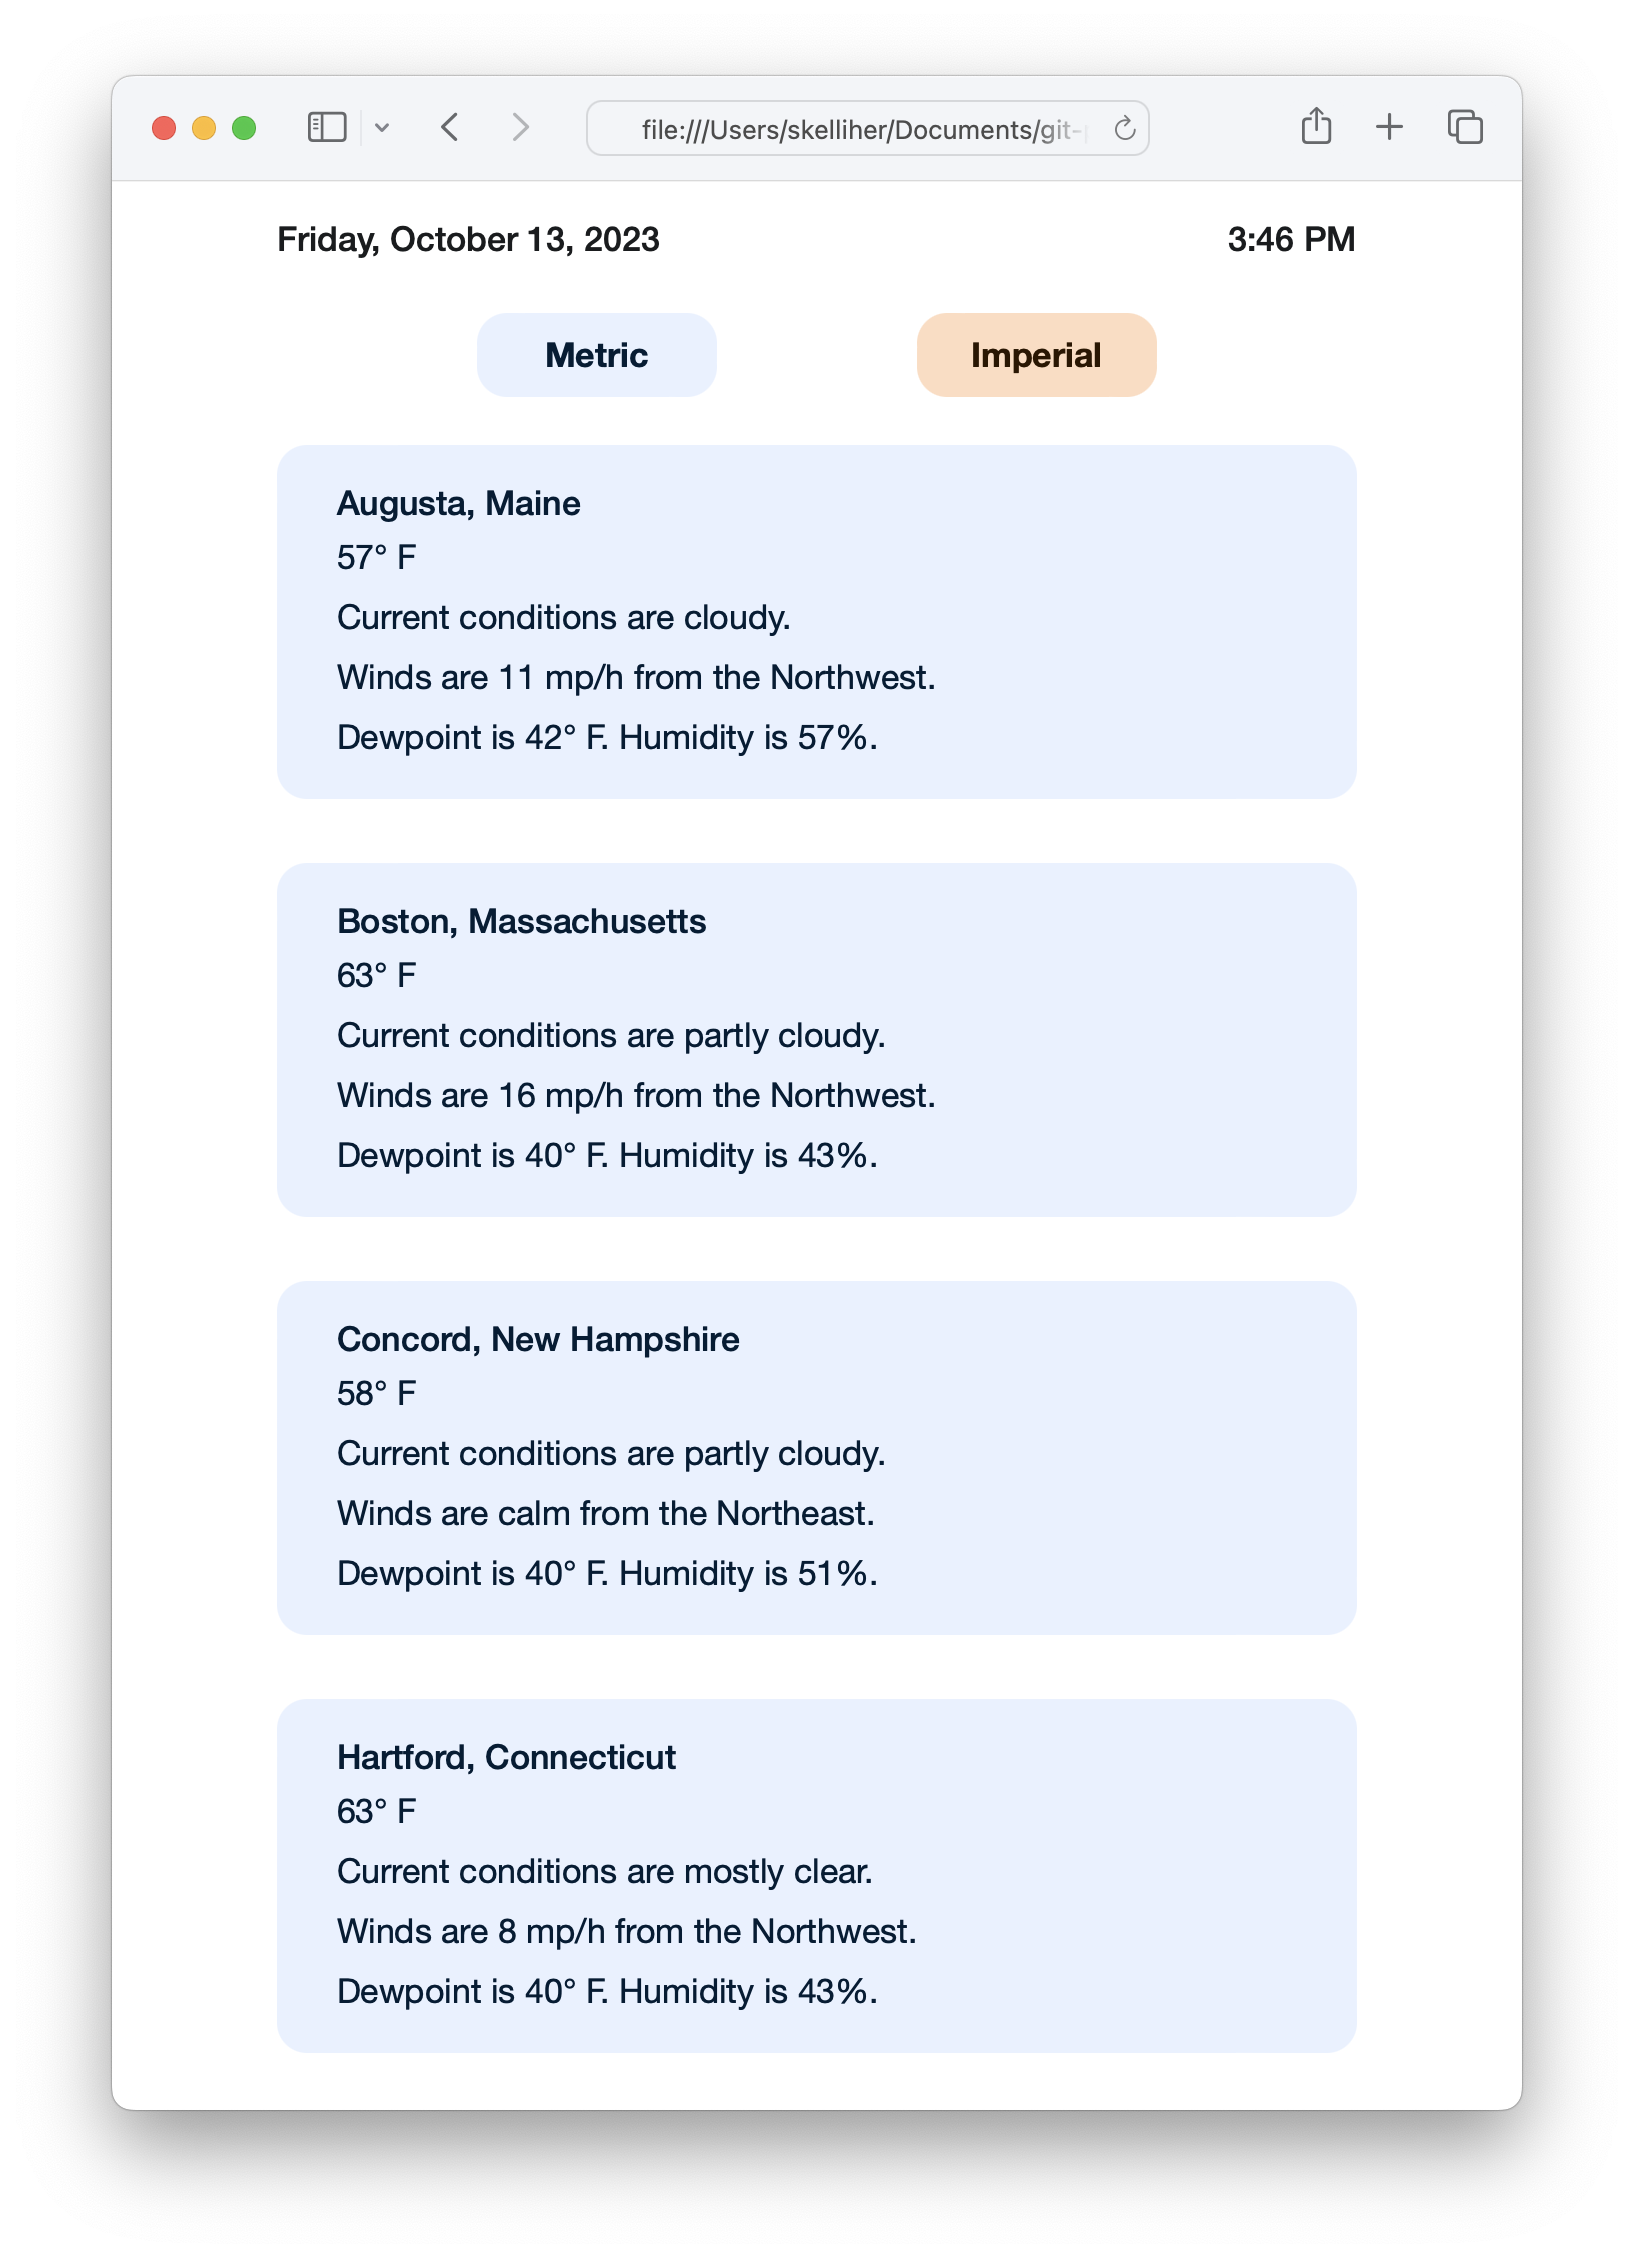 file:///Users/skelliher/Documents/git-
Friday, October 13, 2023 3:46 PM
Metric Imperial
Augusta, Maine
57° F
Current conditions are cloudy.
Winds are 11 mp/h from the Northwest.
Dewpoint is 42° F. Humidity is 57%.
Boston, Massachusetts
63° F
Current conditions are partly cloudy.
Winds are 16 mp/h from the Northwest.
Dewpoint is 40° F. Humidity is 43%.
Concord, New Hampshire
58° F
Current conditions are partly cloudy.
Winds are calm from the Northeast.
Dewpoint is 40° F. Humidity is 51%.
Hartford, Connecticut
63° F
Current conditions are mostly clear.
Winds are 8 mp/h from the Northwest.
Dewpoint is 40° F. Humidity is 43%.